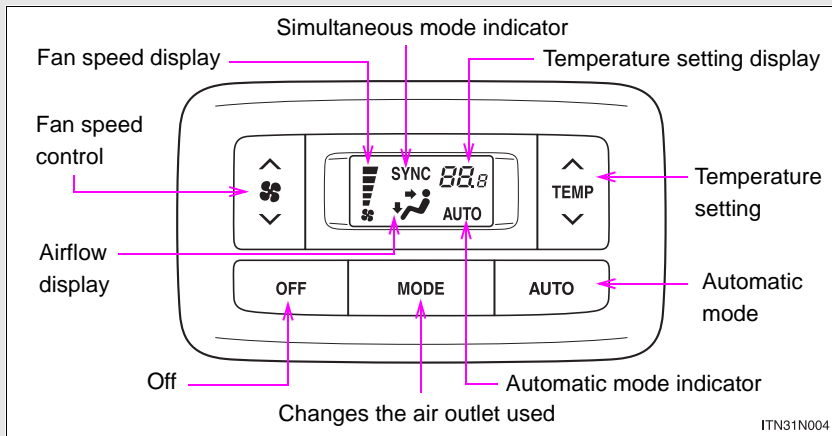 Simultaneous mode indicator
Fan speed display
Temperature setting display
Fan speed
control
SYNC
88.8
TEMP
AUTO
Temperature
setting
Airflow
display
OFF
MODE
AUTO
Automatic
mode
Off
Automatic mode indicator
Changes the air outlet used
ITN31N004